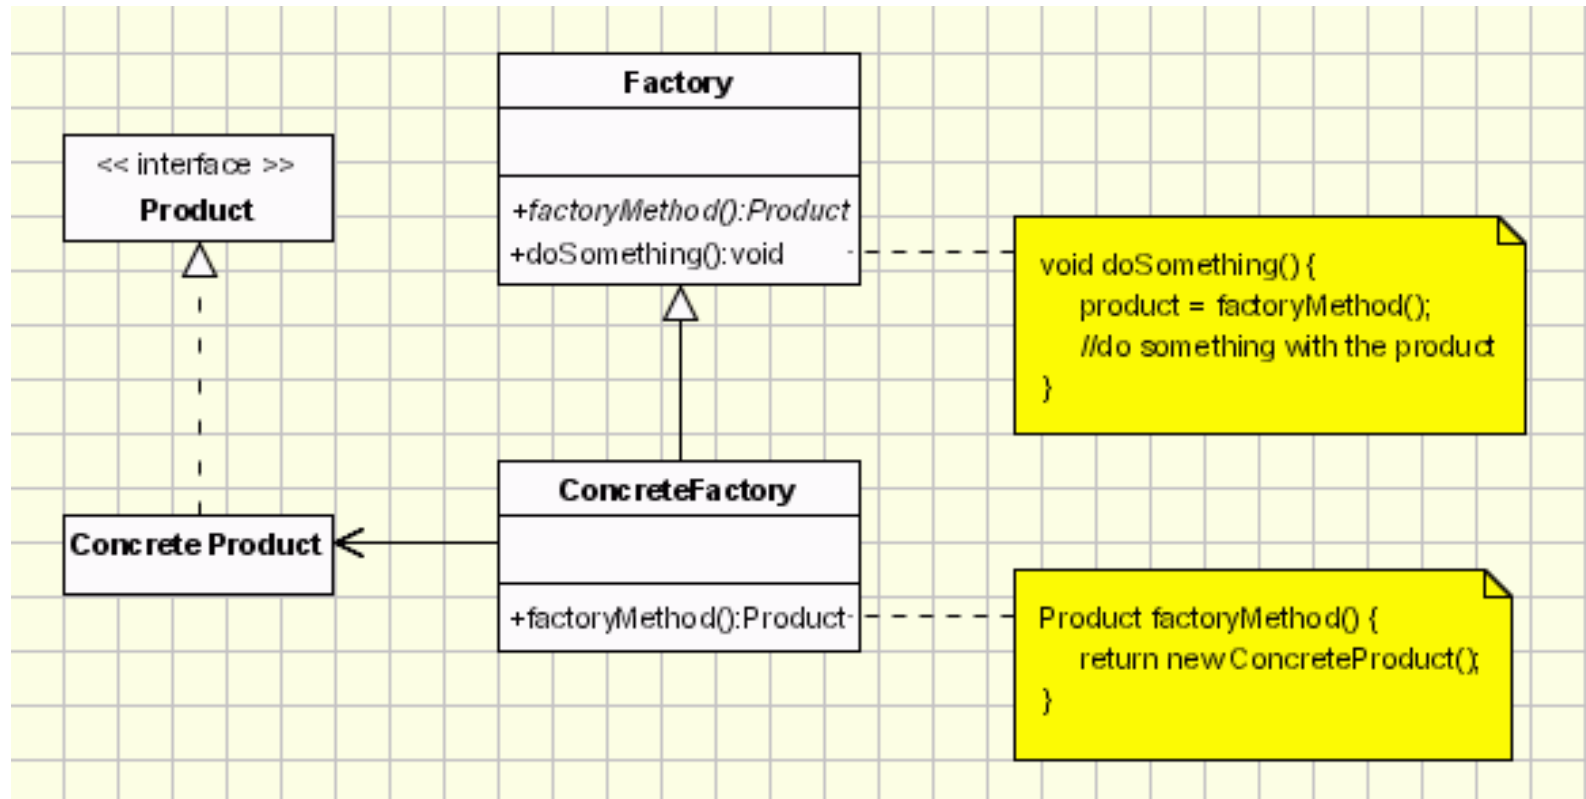 Factory
+factoryMethod():Product
+doSomething():void
<< interface >>
Product
void doSomething() {
product = factoryMethod();
//do something with the product
}
ConcreteFactory
+factoryMethod():Product
Concrete Product
Product factoryMethod() {
return new ConcreteProduct();
}